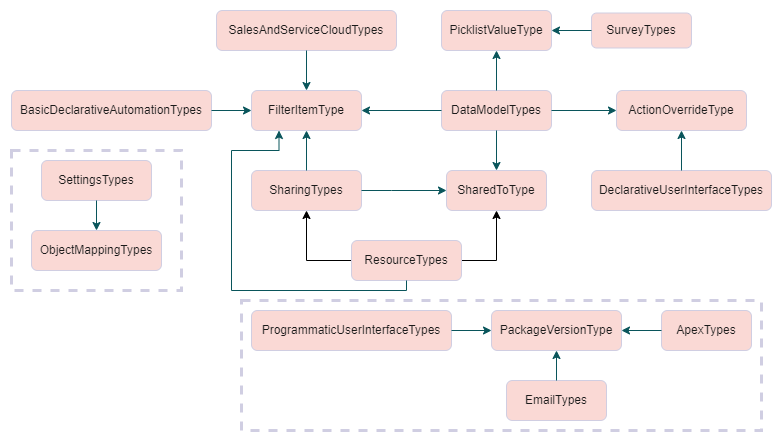 SalesAndServiceCloudTypes
PicklistValueType
SurveyTypes
BasicDeclarativeAutomationTypes
FilterItemType
DataModelTypes
ActionOverrideType
SettingsTypes
SharingTypes
SharedToType
DeclarativeUserInterfaceTypes
ObjectMappingTypes
ResourceTypes
ProgrammaticUserInterfaceTypes
PackageVersionType
ApexTypes
EmailTypes